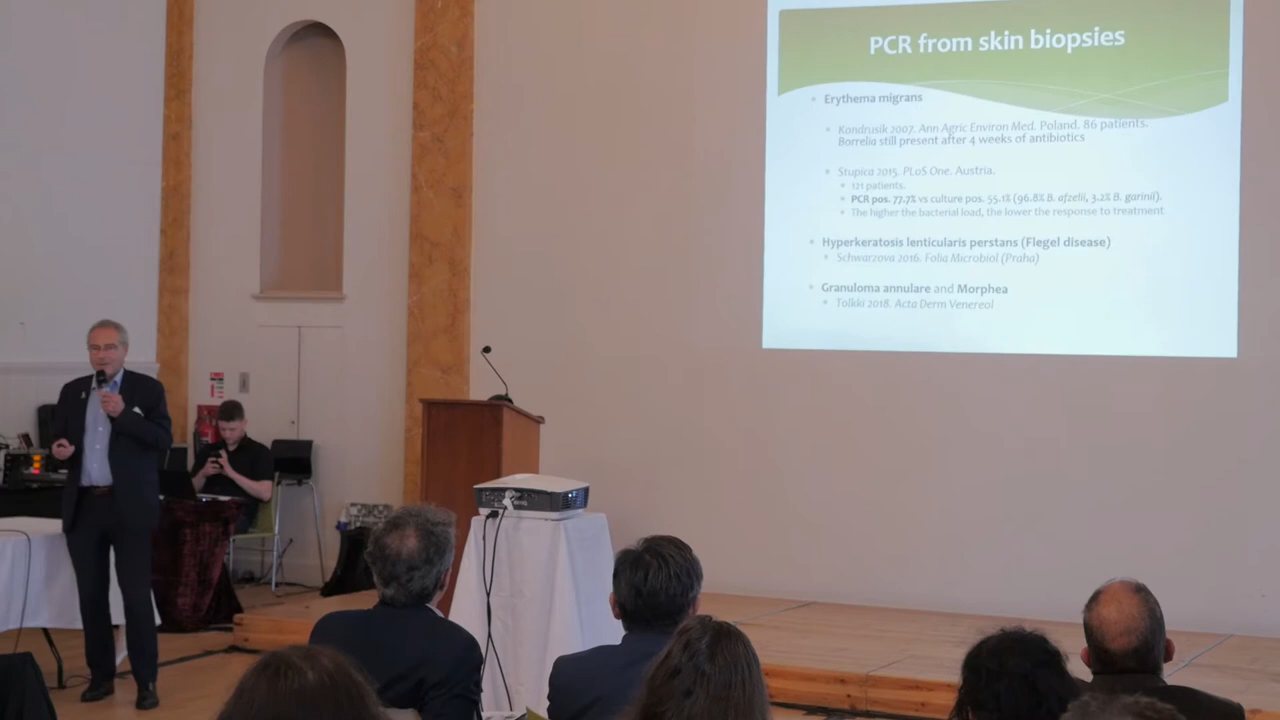 PCR from skin biopsies
Erythema migrans
Kondrusik 2007. Ann Agric Environ Med. Poland. 86 patients.
Borrelia still present after 4 weeks of antibiotics
Stupica 2015. PLoS One. Austria.
121 patients.
PCR pos. 77.7% vs culture pos. 55.1% (96.8% B. afzelii, 3.2% B. garinii).
The higher the bacterial load, the lower the response to treatment
Hyperkeratosis lenticularis perstans (Flegel disease)
Schwarzova 2016. Folia Microbiol (Praha)
Granuloma annulare and Morphea
Tolkki 2018. Acta Derm Venereol
BENQ